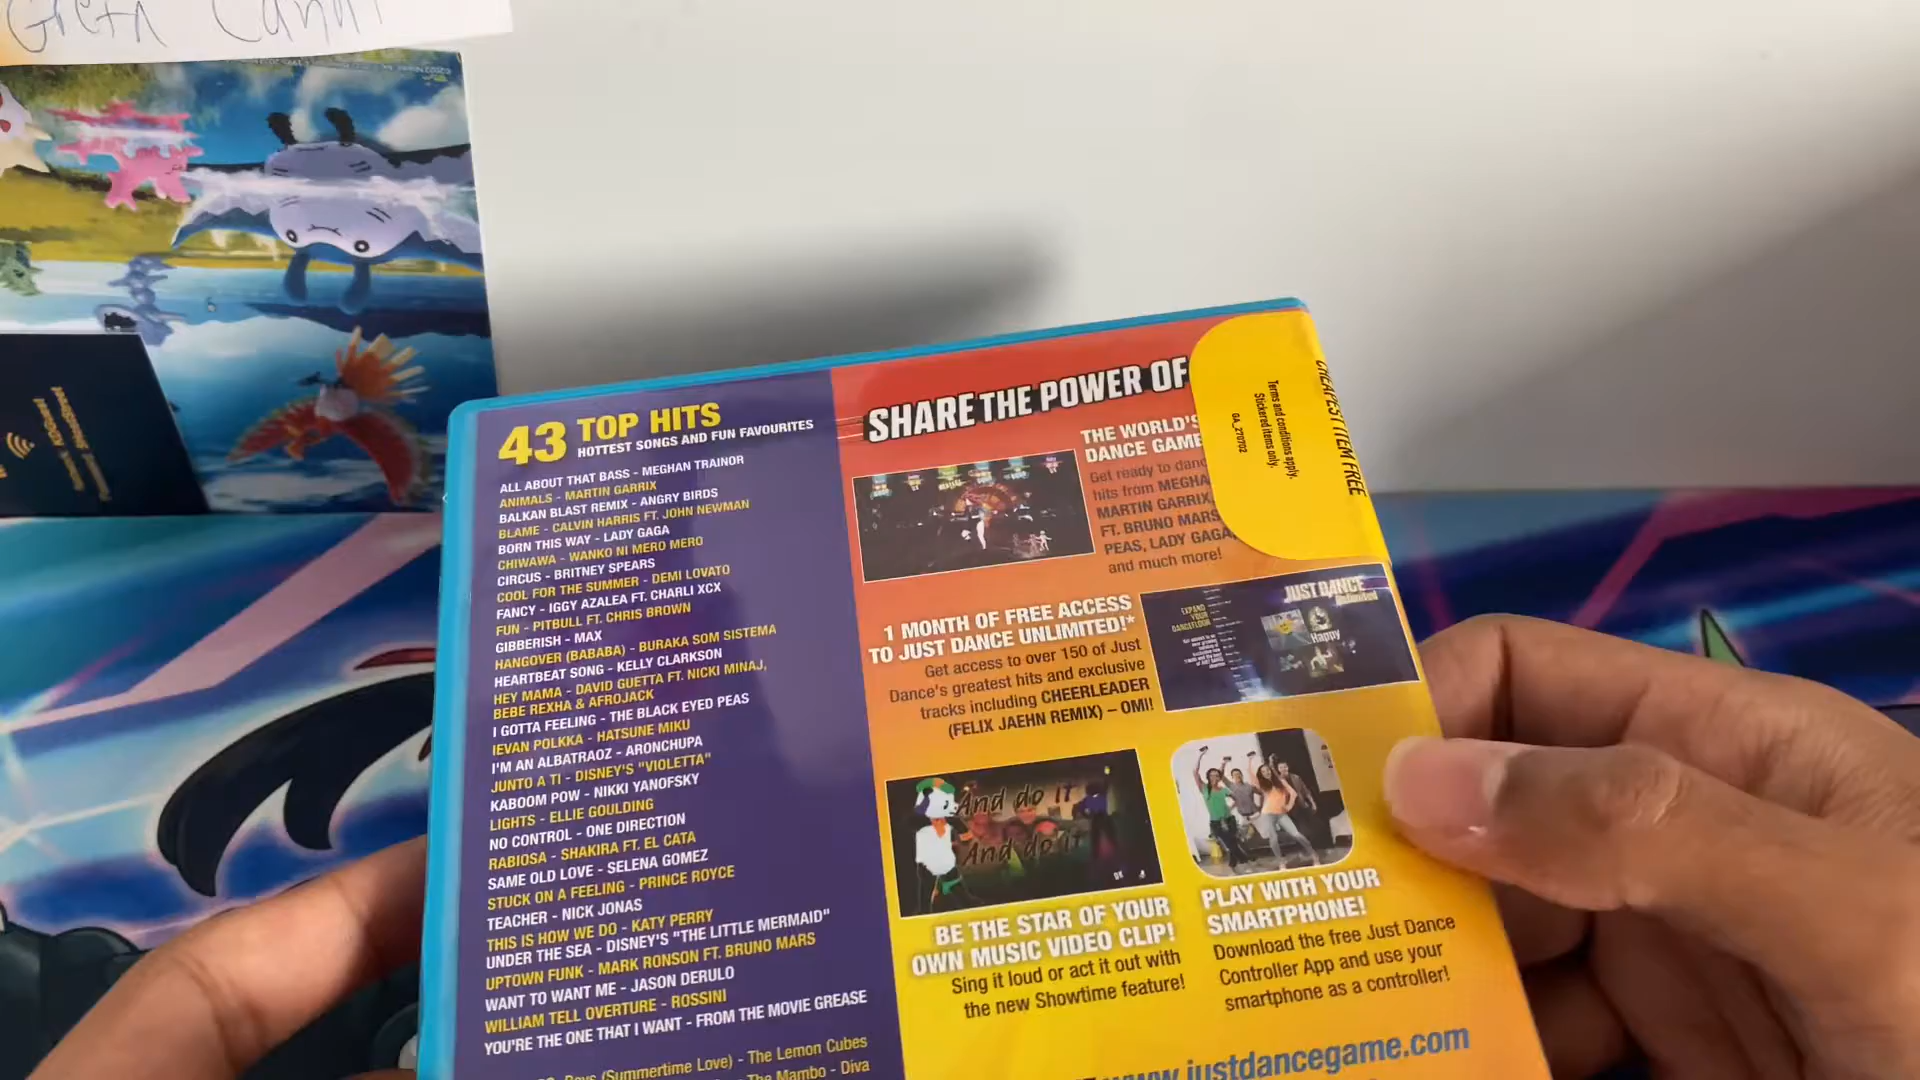 43 TOP HITS
HOTTEST SONGS AND FUN FAVOURITES
ALL ABOUT THAT BASS - MEGHAN TRAINOR
ANIMALS - MARTIN GARRIX
BALKAN BLAST REMIX - ANGRY BIRDS
BLAME - CALVIN HARRIS FT. JOHN NEWMAN
BORN THIS WAY - LADY GAGA
CHIWAWA - WANKO NI MERO MERO
CIRCUS - BRITNEY SPEARS
COOL FOR THE SUMMER - DEMI LOVATO
FANCY - IGGY AZALEA FT. CHARLI XCX
FUN - PITBULL FT. CHRIS BROWN
GIBBERISH - MAX
HANGOVER (BABABA) - BURAKA SOM SISTEMA
HEARTBEAT SONG - KELLY CLARKSON
HEY MAMA - DAVID GUETTA FT. NICKI MINAJ,
BEBE REXHA & AFROJACK
I GOTTA FEELING - THE BLACK EYED PEAS
IEVAN POLKKA - HATSUNE MIKU
I'M AN ALBATRAOZ - ARONCHUPA
JUNTO A TI - DISNEY'S "VIOLETTA"
KABOOM POW - NIKKI YANOFSKY
LIGHTS - ELLIE GOULDING
NO CONTROL - ONE DIRECTION
RABIOSA - SHAKIRA FT. EL CATA
SAME OLD LOVE - SELENA GOMEZ
STUCK ON A FEELING - PRINCE ROYCE
TEACHER - NICK JONAS
THIS IS HOW WE DO - KATY PERRY
UNDER THE SEA - DISNEY'S "THE LITTLE MERMAID"
UPTOWN FUNK - MARK RONSON FT. BRUNO MARS
WANT TO WANT ME - JASON DERULO
WILLIAM TELL OVERTURE - ROSSINI
YOU'RE THE ONE THAT I WANT - FROM THE MOVIE GREASE
Boys (Summertime Love) - The Lemon Cubes
The Mambo - Diva
SHARE THE POWER OF
THE WORLD'S
DANCE GAME
Get ready to danc
hits from MEGHA
MARTIN GARRIX,
FT. BRUNO MARS
PEAS, LADY GAGA,
and much more!
CHEAPEST ITEM FREE
Terms and conditions apply.
Stickered items only.
GA_270702
1 MONTH OF FREE ACCESS
TO JUST DANCE UNLIMITED!*
Get access to over 150 of Just
Dance's greatest hits and exclusive
tracks including CHEERLEADER
(FELIX JAEHN REMIX) – OMI!
JUST DANCE
Unlimited
EXPAND
YOUR
DANCEFLOOR
Happy
And do it
And do it
BE THE STAR OF YOUR
OWN MUSIC VIDEO CLIP!
Sing it loud or act it out with
the new Showtime feature!
PLAY WITH YOUR
SMARTPHONE!
Download the free Just Dance
Controller App and use your
smartphone as a controller!
www.justdancegame.com